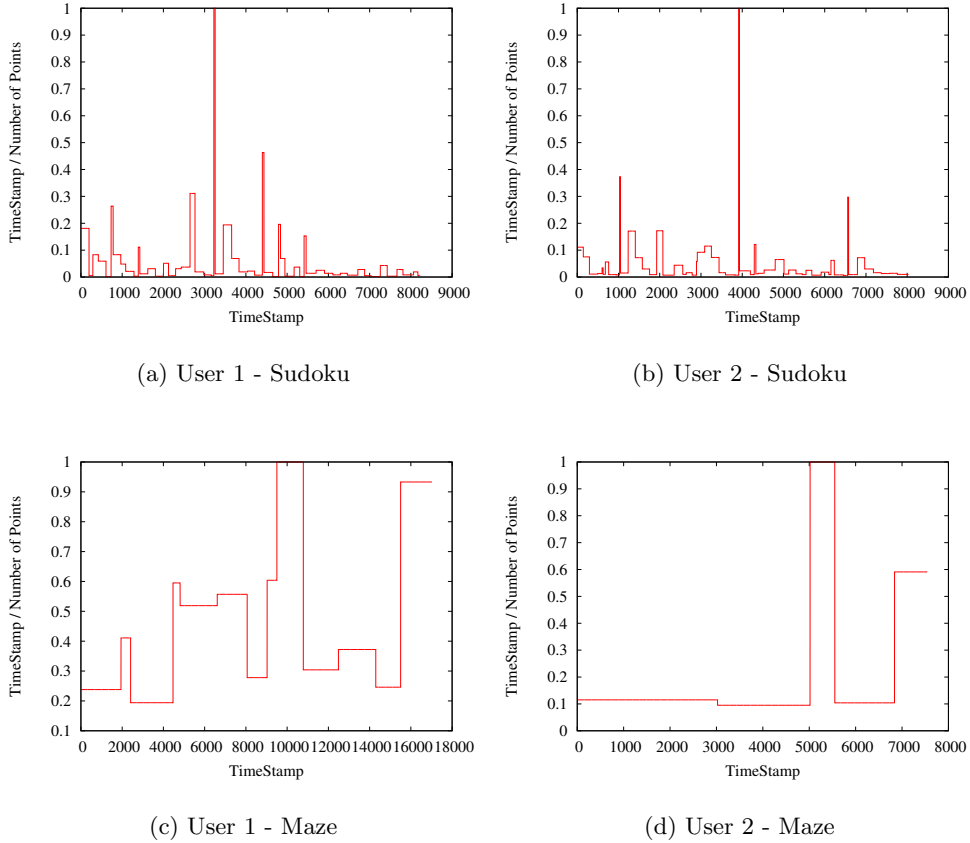 1
0.9
0.8
0.7
0.6
0.5
0.4
0.3
0.2
0.1
0
0 1000 2000 3000 4000 5000 6000 7000 8000 9000
TimeStamp / Number of Points
TimeStamp
(a) User 1 - Sudoku
1
0.9
0.8
0.7
0.6
0.5
0.4
0.3
0.2
0.1
0
0 1000 2000 3000 4000 5000 6000 7000 8000 9000
TimeStamp / Number of Points
TimeStamp
(b) User 2 - Sudoku
1
0.9
0.8
0.7
0.6
0.5
0.4
0.3
0.2
0.1
0 2000 4000 6000 8000 10000 12000 14000 16000 18000
TimeStamp / Number of Points
TimeStamp
(c) User 1 - Maze
1
0.9
0.8
0.7
0.6
0.5
0.4
0.3
0.2
0.1
0
0 1000 2000 3000 4000 5000 6000 7000 8000
TimeStamp / Number of Points
TimeStamp
(d) User 2 - Maze